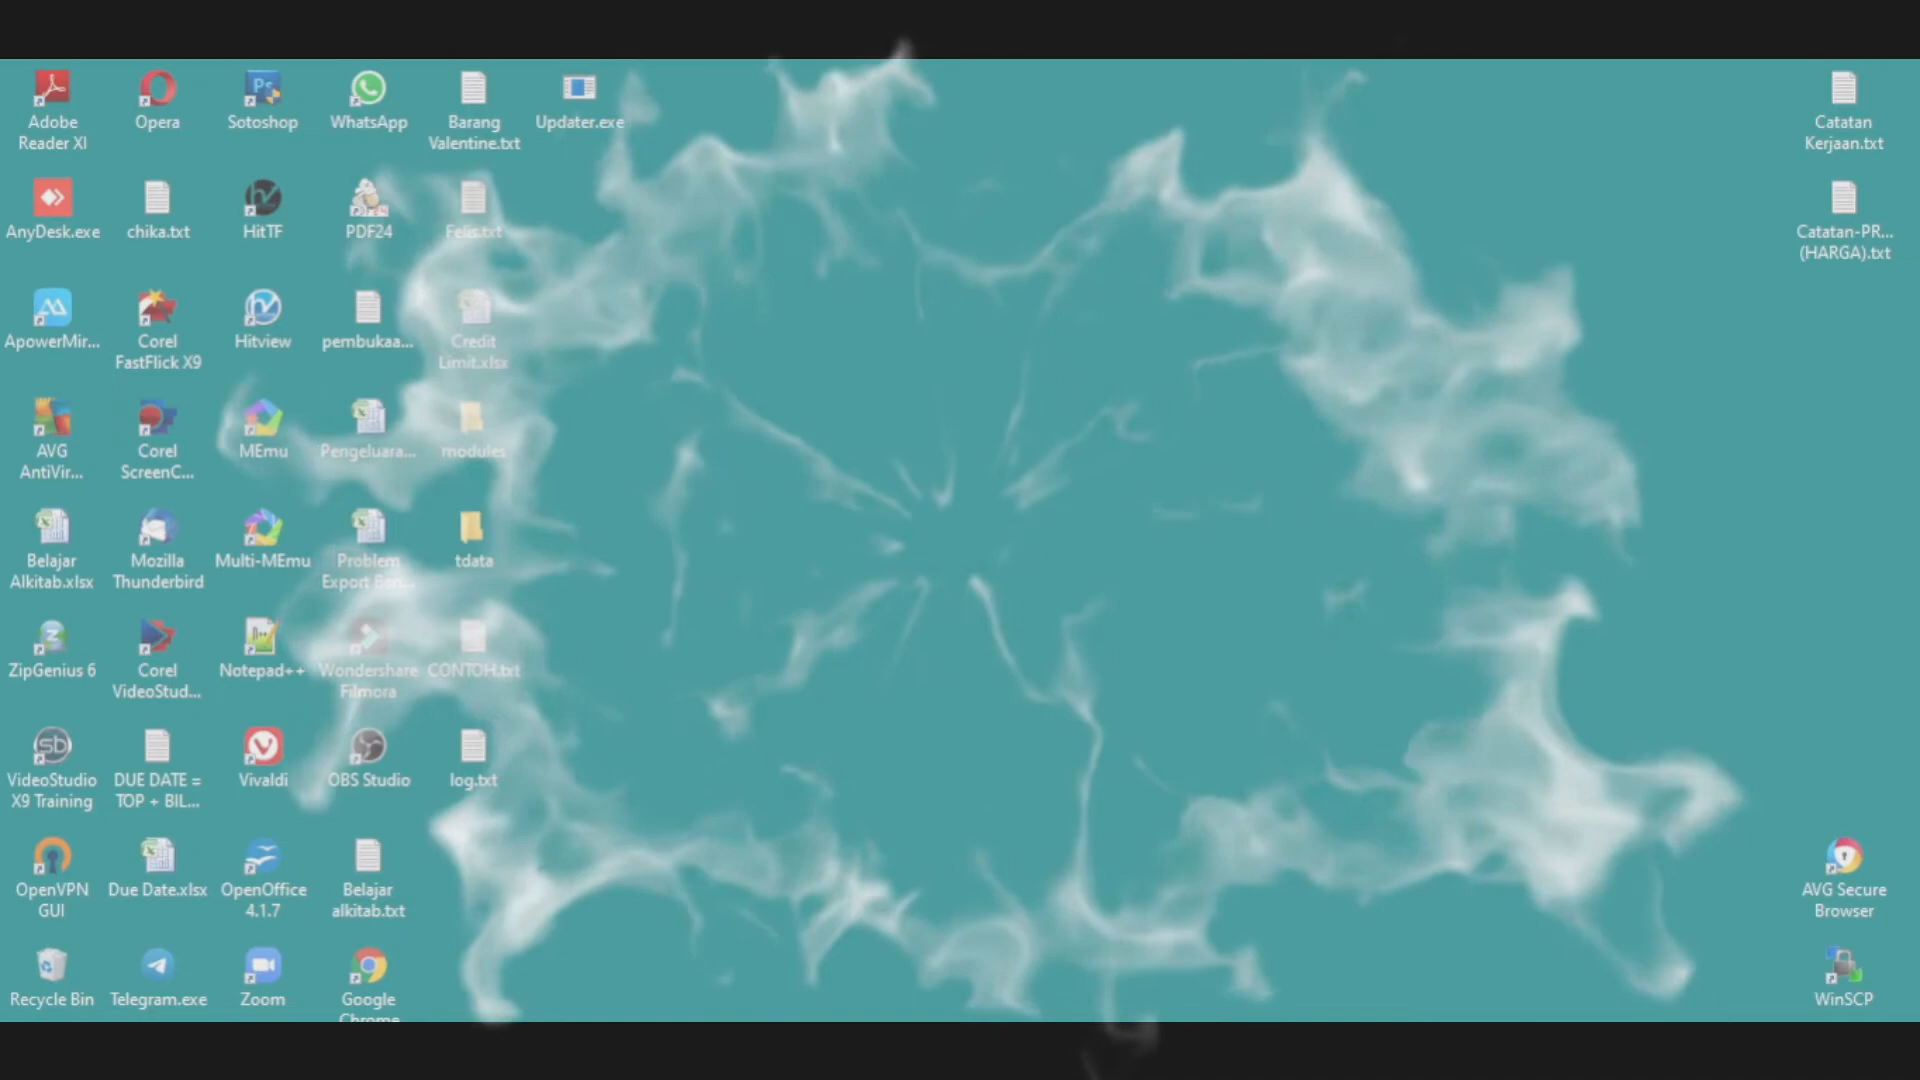 Adobe
Reader XI
Opera
Sotoshop
WhatsApp
Barang
Valentine.txt
Updater.exe
Catatan
Kerjaan.txt
AnyDesk.exe
chika.txt
HitTF
PDF24
Felis.txt
Catatan-PR...
(HARGA).txt
ApowerMir...
Corel
FastFlick X9
Hitview
pembukaa...
Credit
Limit.xlsx
AVG
AntiVir...
Corel
ScreenC...
MEmu
Pengeluara...
modules
Belajar
Alkitab.xlsx
Mozilla
Thunderbird
Multi-MEmu
Problem
Export Ban...
tdata
ZipGenius 6
Corel
VideoStud...
Notepad++
Wondershare
Filmora
CONTOH.txt
VideoStudio
X9 Training
DUE DATE =
TOP + BIL...
Vivaldi
OBS Studio
log.txt
OpenVPN
GUI
Due Date.xlsx
OpenOffice
4.1.7
Belajar
alkitab.txt
AVG Secure
Browser
Recycle Bin
Telegram.exe
Zoom
Google
Chrome
WinSCP